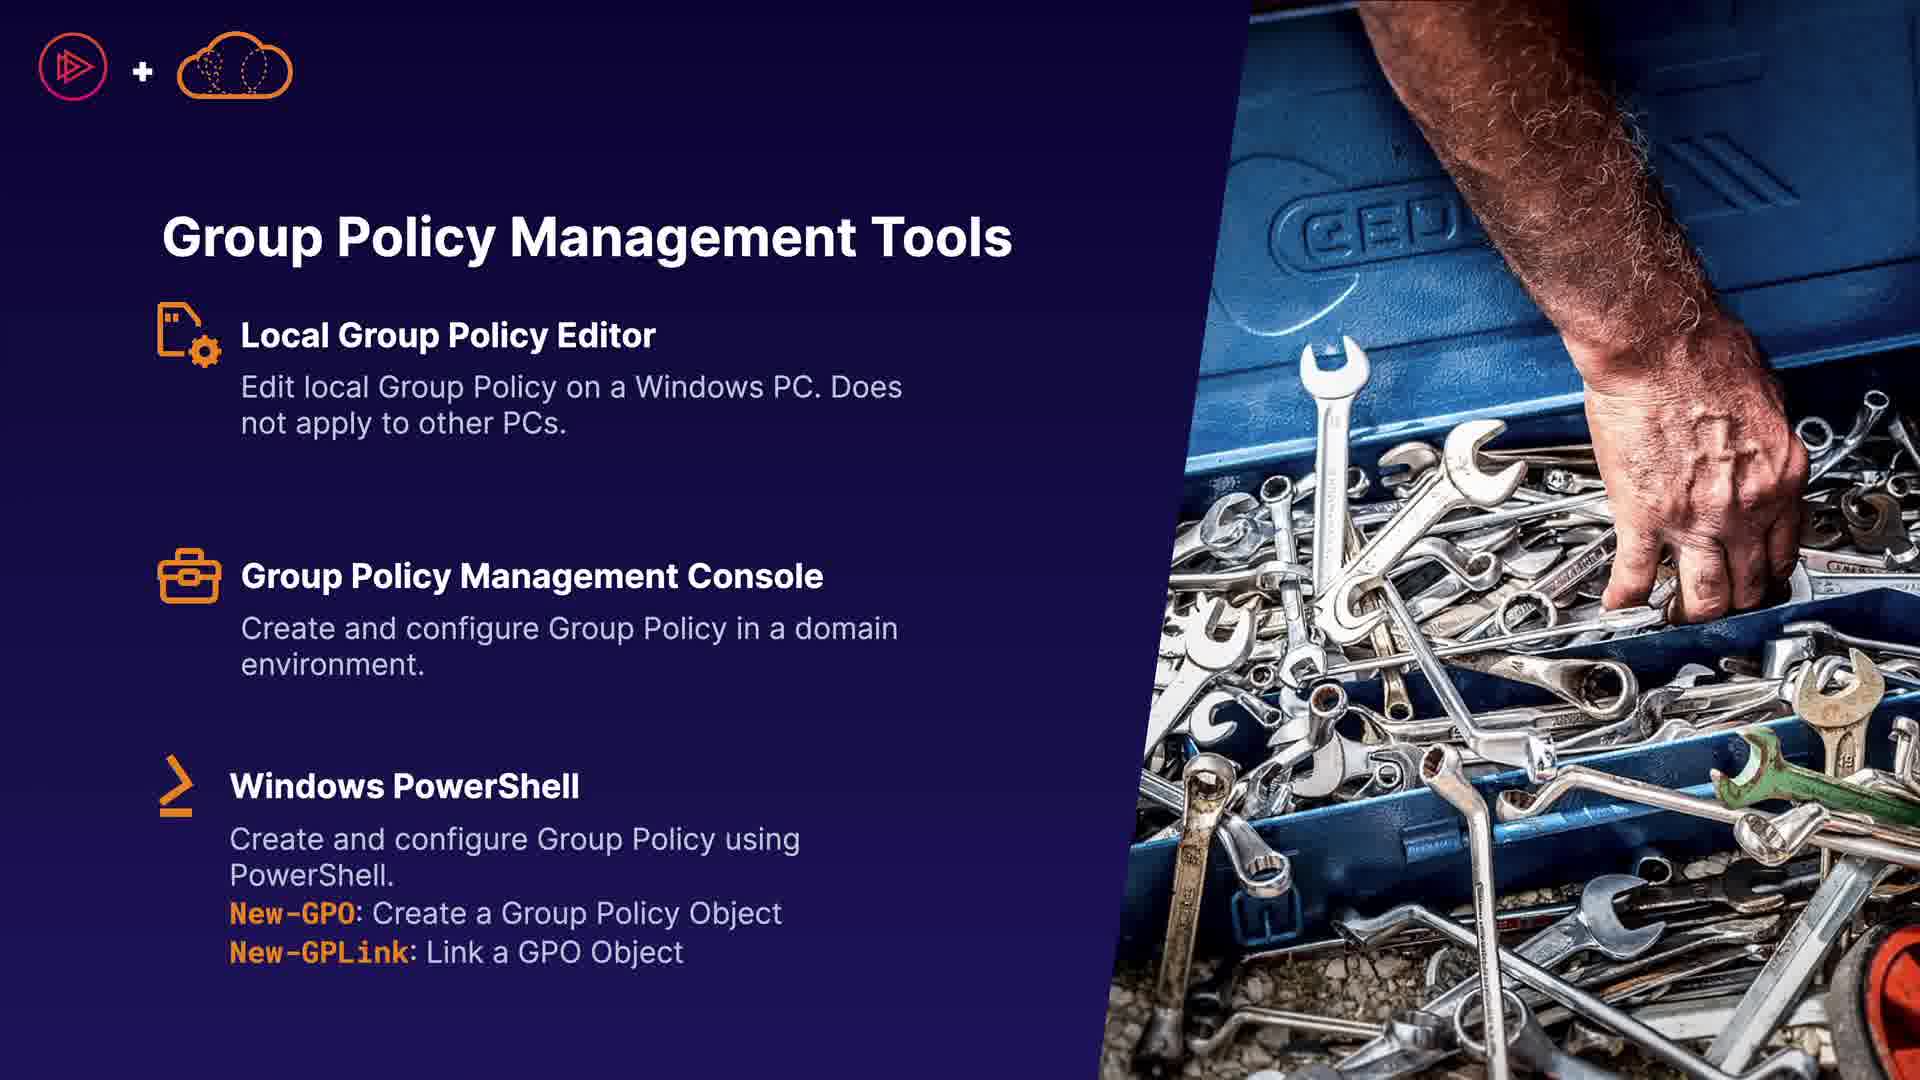 Group Policy Management Tools
Local Group Policy Editor
Edit local Group Policy on a Windows PC. Does
not apply to other PCs.
Group Policy Management Console
Create and configure Group Policy in a domain
environment.
Windows PowerShell
Create and configure Group Policy using
PowerShell.
New-GPO: Create a Group Policy Object
New-GPLink: Link a GPO Object